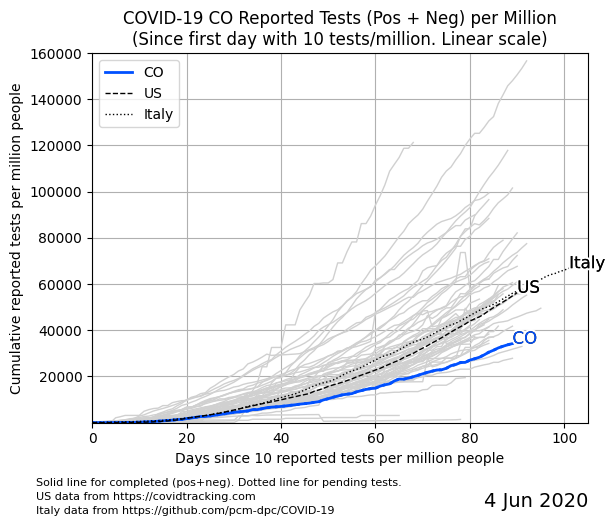 COVID-19 CO Reported Tests (Pos + Neg) per Million
(Since first day with 10 tests/million. Linear scale)
Cumulative reported tests per million people
160000
140000
120000
100000
80000
60000
40000
20000
CO
US
Italy
Italy
US
CO
0
20
40
60
80
100
Days since 10 reported tests per million people
Solid line for completed (pos+neg). Dotted line for pending tests.
US data from https://covidtracking.com
Italy data from https://github.com/pcm-dpc/COVID-19
4 Jun 2020